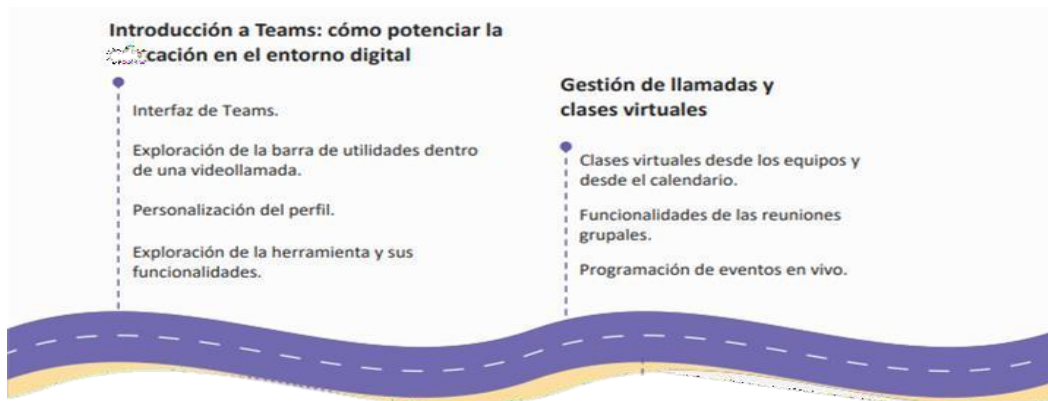 Introducción a Teams: cómo potenciar la
cación en el entorno digital
Interfaz de Teams.
Exploración de la barra de utilidades dentro
de una videollamada.
Personalización del perfil.
Exploración de la herramienta y sus
funcionalidades.
Gestión de llamadas y
clases virtuales
Clases virtuales desde los equipos y
desde el calendario.
Funcionalidades de las reuniones
grupales.
Programación de eventos en vivo.